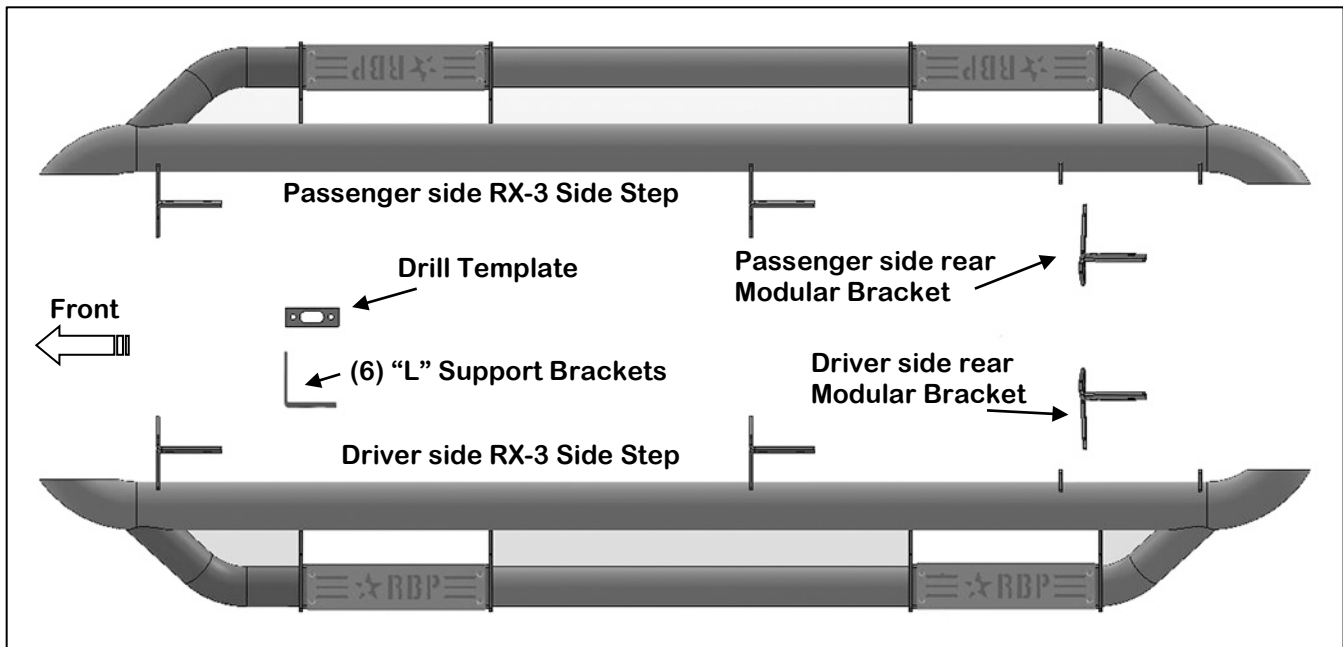 RBP
RBP
Passenger side RX-3 Side Step
Drill Template
Passenger side rear
Modular Bracket
Front
(6) “L” Support Brackets
Driver side rear
Modular Bracket
Driver side RX-3 Side Step
RBP
RBP